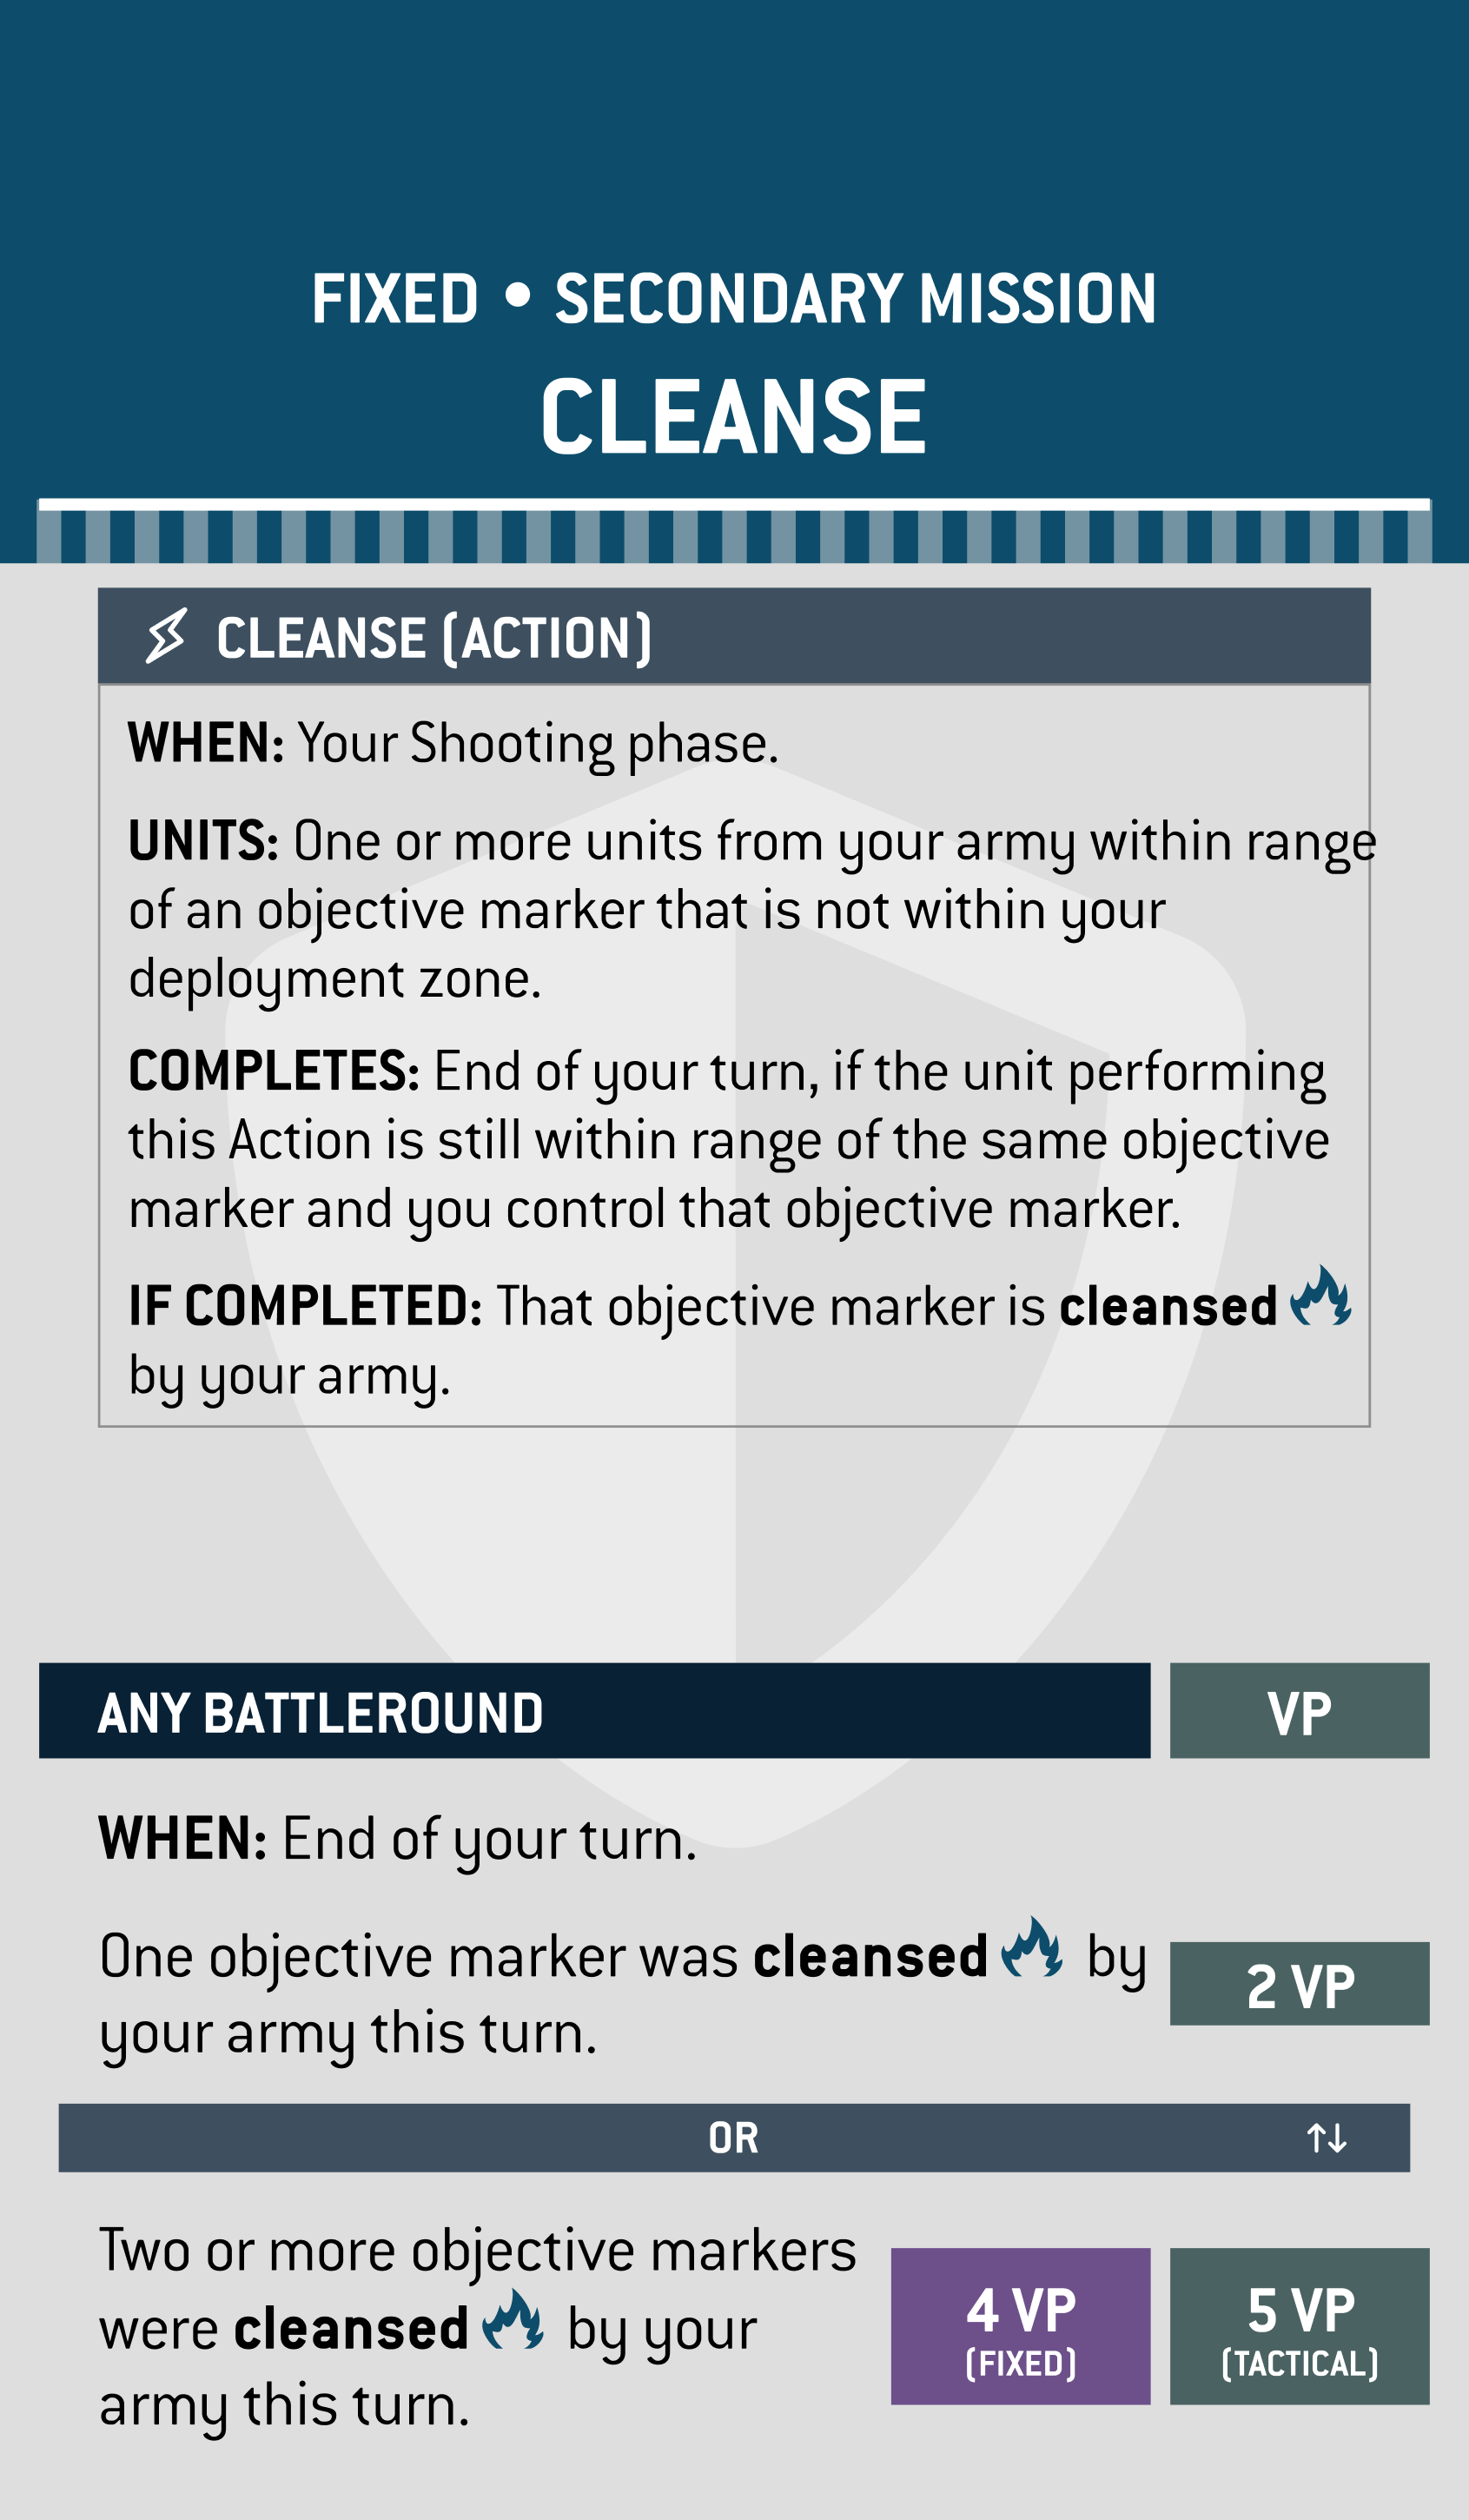 FIXED • SECONDARY MISSION
CLEANSE
CLEANSE (ACTION)
WHEN: Your Shooting phase.
UNITS: One or more units from your army within range
of an objective marker that is not within your
deployment zone.
COMPLETES: End of your turn, if the unit performing
this Action is still within range of the same objective
marker and you control that objective marker.
IF COMPLETED: That objective marker is cleansed
by your army.
ANY BATTLEROUND
VP
WHEN: End of your turn.
One objective marker was cleansed by
your army this turn.
2 VP
OR ↑↓
Two or more objective markers
were cleansed by your
army this turn.
4 VP
(FIXED)
5 VP
(TACTICAL)